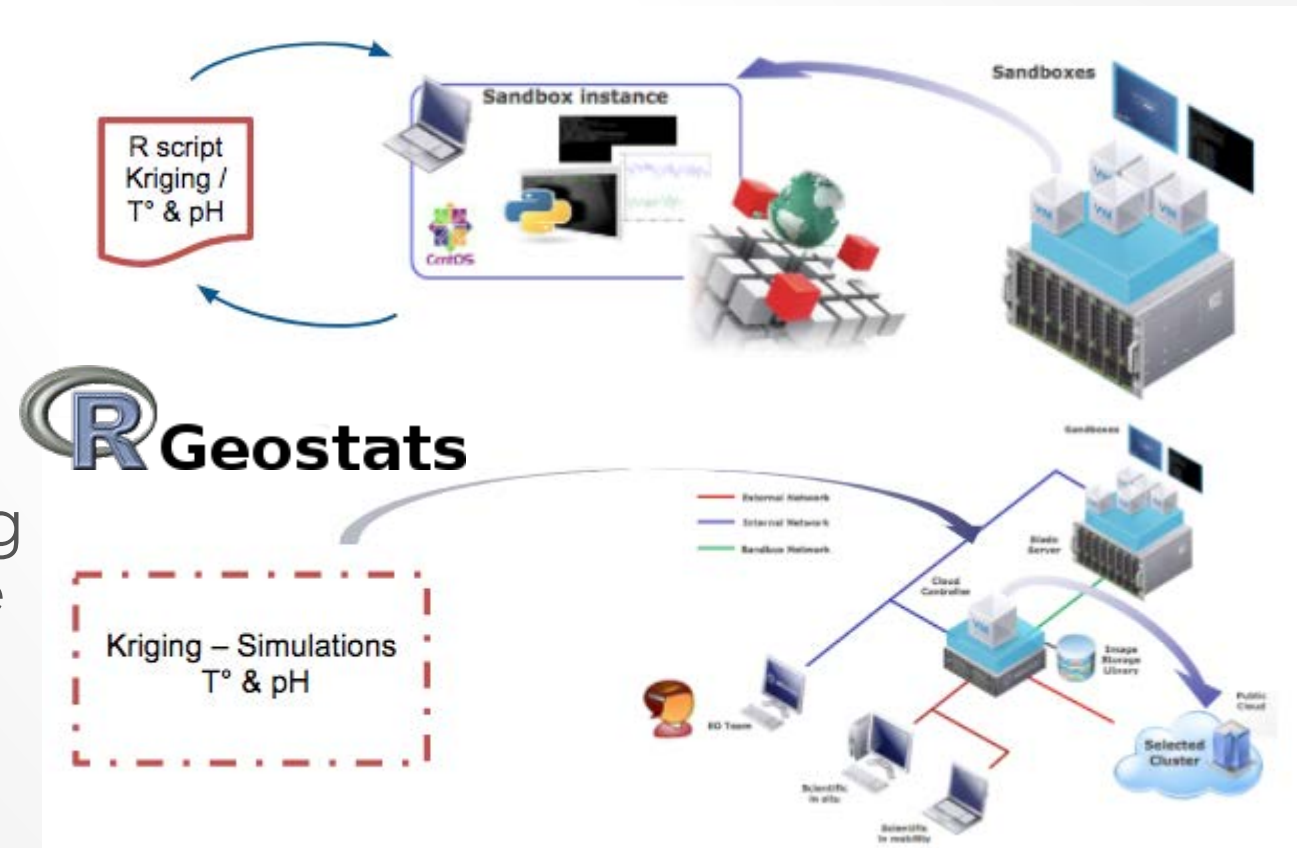 Sandboxes
Sandbox instance
R script
Kriging /
T° & pH
CentOS
VM
VM
VM
VM
R Geostats
g
e
Sandboxes
External Network
Internal Network
Sandbox Network
Blade
Server
Cloud
Controller
VM
Image
Storage
Library
Kriging – Simulations
T° & pH
EO Team
Public
Cloud
Selected
Cluster
Scientific
in situ
Scientific
in mobility